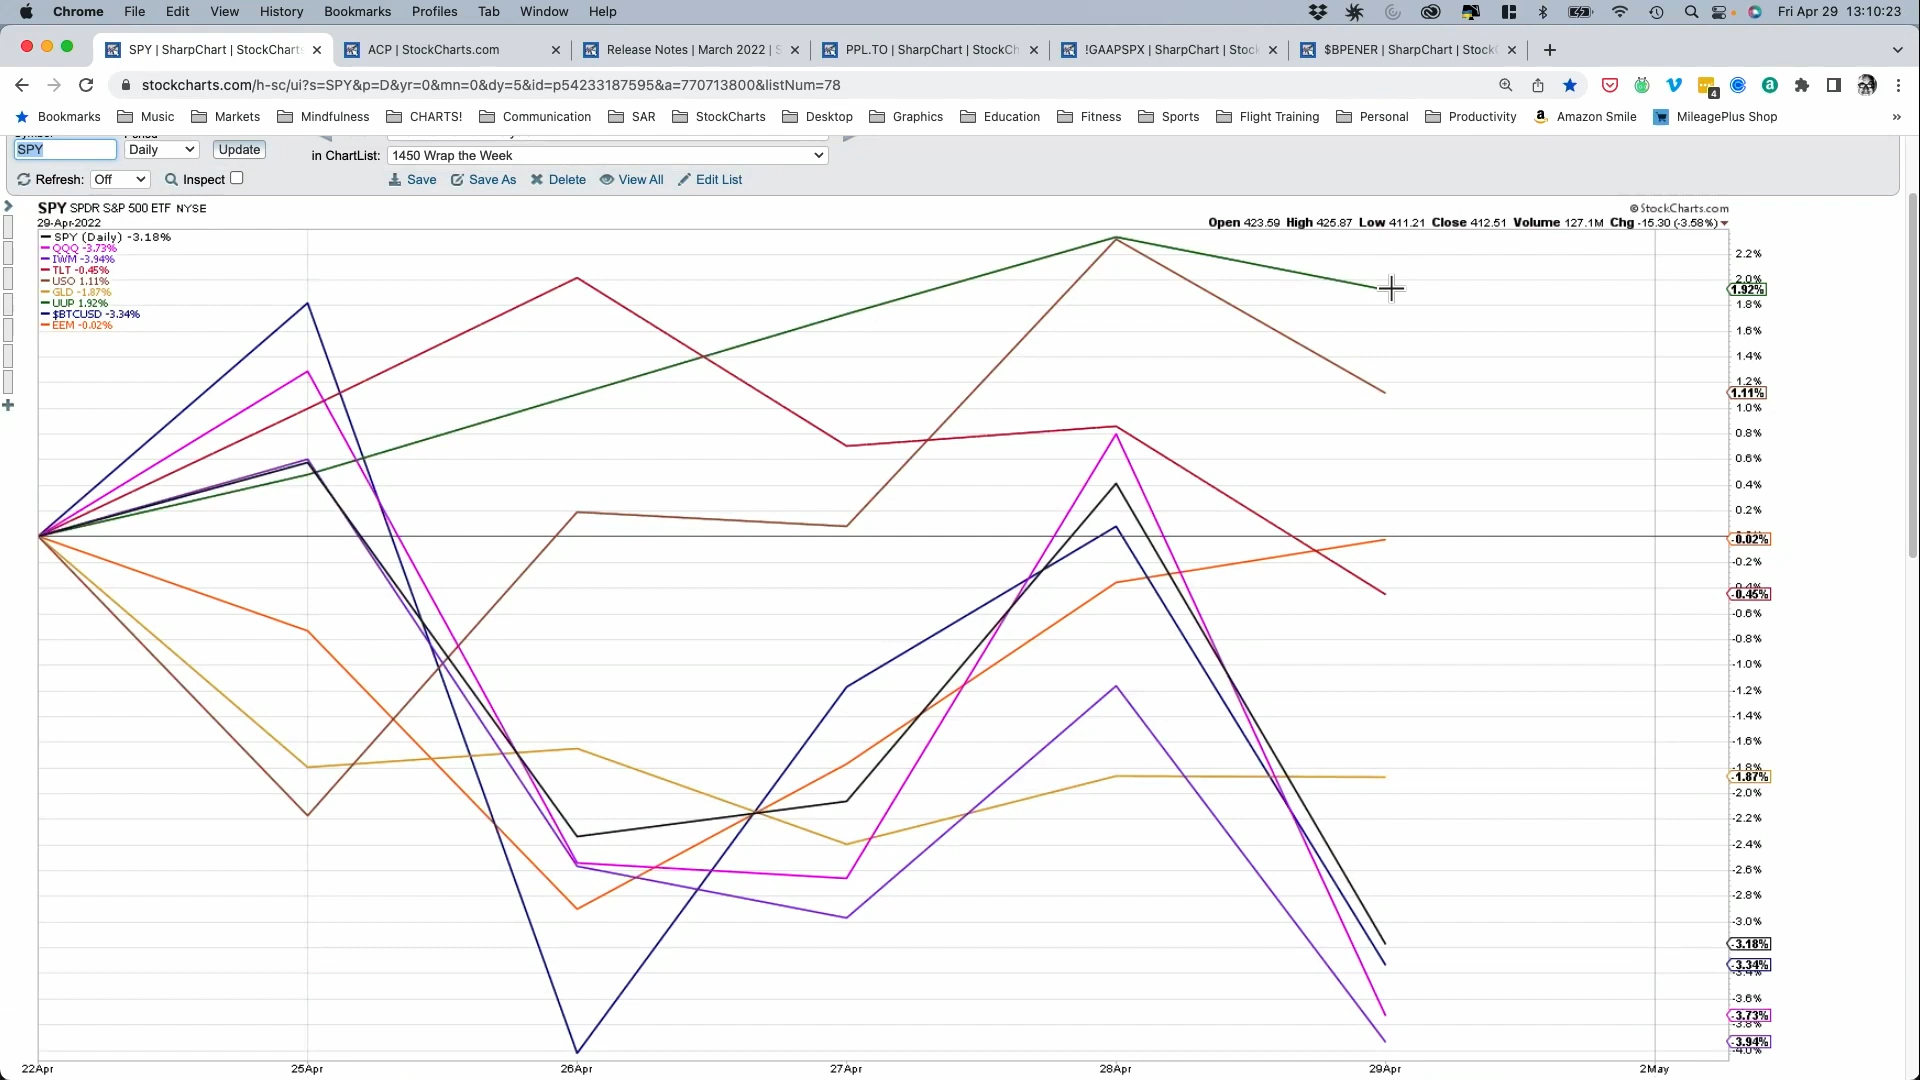 Chrome File Edit View History Bookmarks Profiles Tab Window Help Fri Apr 29 13:10:23
SPY | SharpChart | StockCharts ACP | StockCharts.com Release Notes | March 2022 | S PPL.TO | SharpChart | StockCh !GAAPSPX | SharpChart | Stock $BPENER | SharpChart | StockC
stockcharts.com/h-sc/ui?s=SPY&p=D&yr=0&mn=0&dy=5&id=p54233187595&a=770713800&listNum=78
4
Bookmarks Music Markets Mindfulness CHARTS! Communication SAR StockCharts Desktop Graphics Education Fitness Sports Flight Training Personal Productivity Amazon Smile MileagePlus Shop »
SPY Daily Update in ChartList: 1450 Wrap the Week
Refresh: Off Inspect Save Save As Delete View All Edit List
SPY SPDR S&P 500 ETF NYSE © StockCharts.com
29-Apr-2022 Open 423.59 High 425.87 Low 411.21 Close 412.51 Volume 127.1M Chg -15.30 (-3.58%)
SPY (Daily) -3.18%
QQQ -3.73%
IWM -3.94%
TLT -0.45%
USO 1.11%
GLD -1.87%
UUP 1.92%
$BTCUSD -3.34%
EEM -0.02%
2.2%
2.0%
1.92%
1.8%
1.6%
1.4%
1.2%
1.11%
1.0%
0.8%
0.6%
0.4%
0.2%
-0.02%
-0.2%
-0.45%
-0.6%
-0.8%
-1.0%
-1.2%
-1.4%
-1.6%
-1.8%
-1.87%
-2.0%
-2.2%
-2.4%
-2.6%
-2.8%
-3.0%
-3.18%
-3.34%
-3.6%
-3.73%
-3.8%
-3.94%
-4.0%
22Apr 25Apr 26Apr 27Apr 28Apr 29Apr 2May